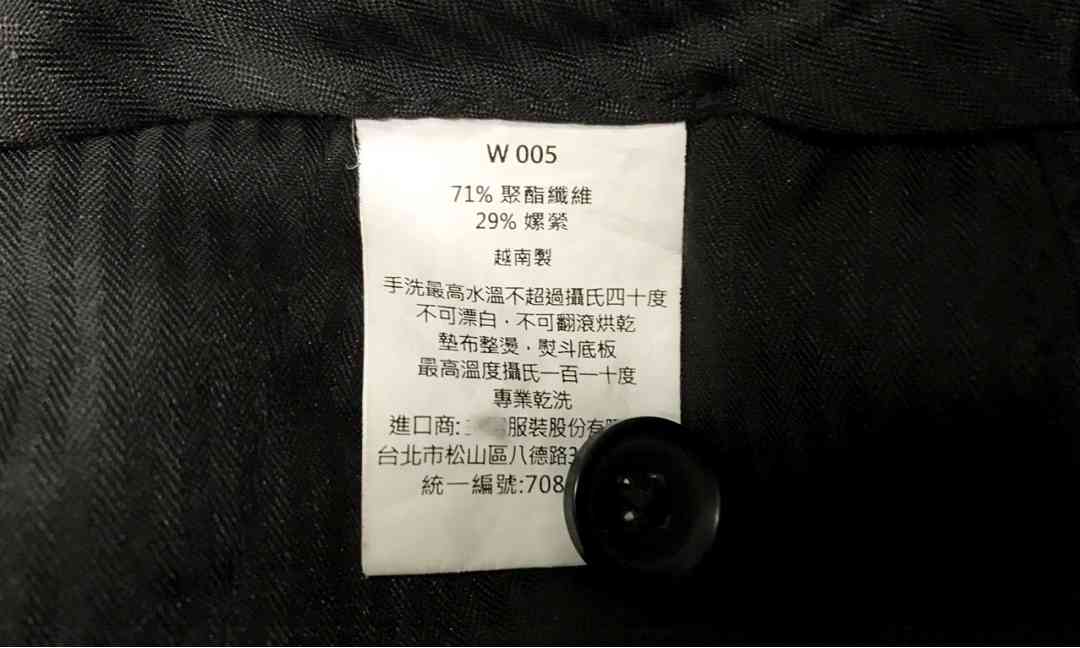 W 005
71% 聚酯纖維
29% 嫘縈
越南製
手洗最高水溫不超過攝氏四十度
不可漂白．不可翻滾烘乾
墊布整燙．熨斗底板
最高溫度攝氏一百一十度
專業乾洗
進口商: 服裝股份有
台北市松山區八德路
統一編號:708